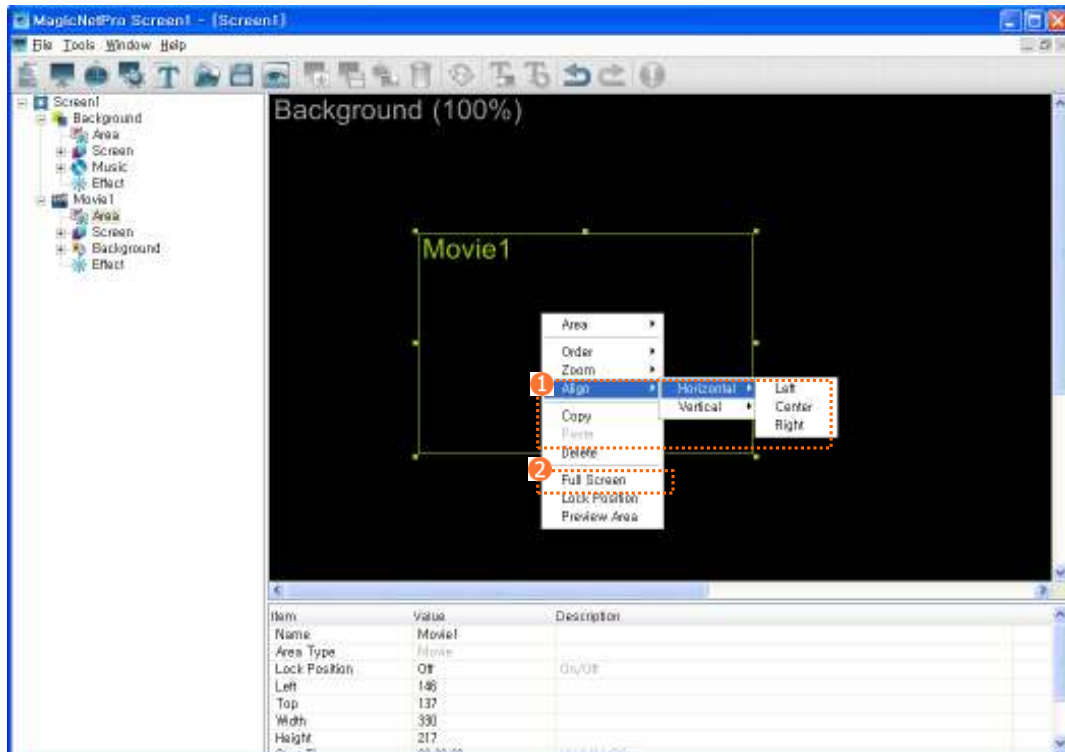 MagicNetPro Screen1 - [Screen1]
File Tools Window Help
Screen1
Background
Area
Screen
Music
Effect
Movie1
Area
Screen
Background
Effect
Background (100%)
Movie1
Area
Order
Zoom
1
Align
Horizontal
Left
Vertical
Center
Copy
Right
Paste
Delete
2
Full Screen
Lock Position
Preview Area
Item Value Description
Name Movie1
Area Type Movie
Lock Position Off On/Off
Left 146
Top 137
Width 330
Height 217